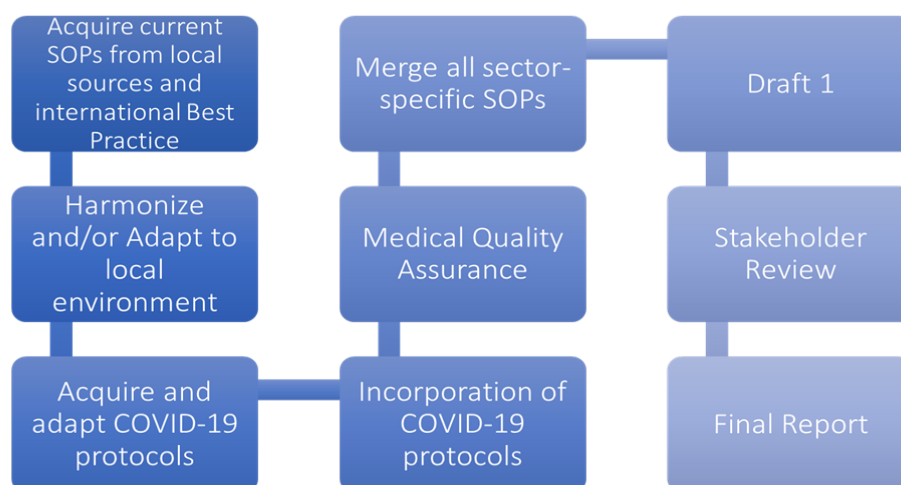 Acquire current
SOPs from local
sources and
international Best
Practice
Harmonize
and/or Adapt to
local
environment
Acquire and
adapt COVID-19
protocols
Incorporation of
COVID-19
protocols
Medical Quality
Assurance
Merge all sector-
specific SOPs
Draft 1
Stakeholder
Review
Final Report